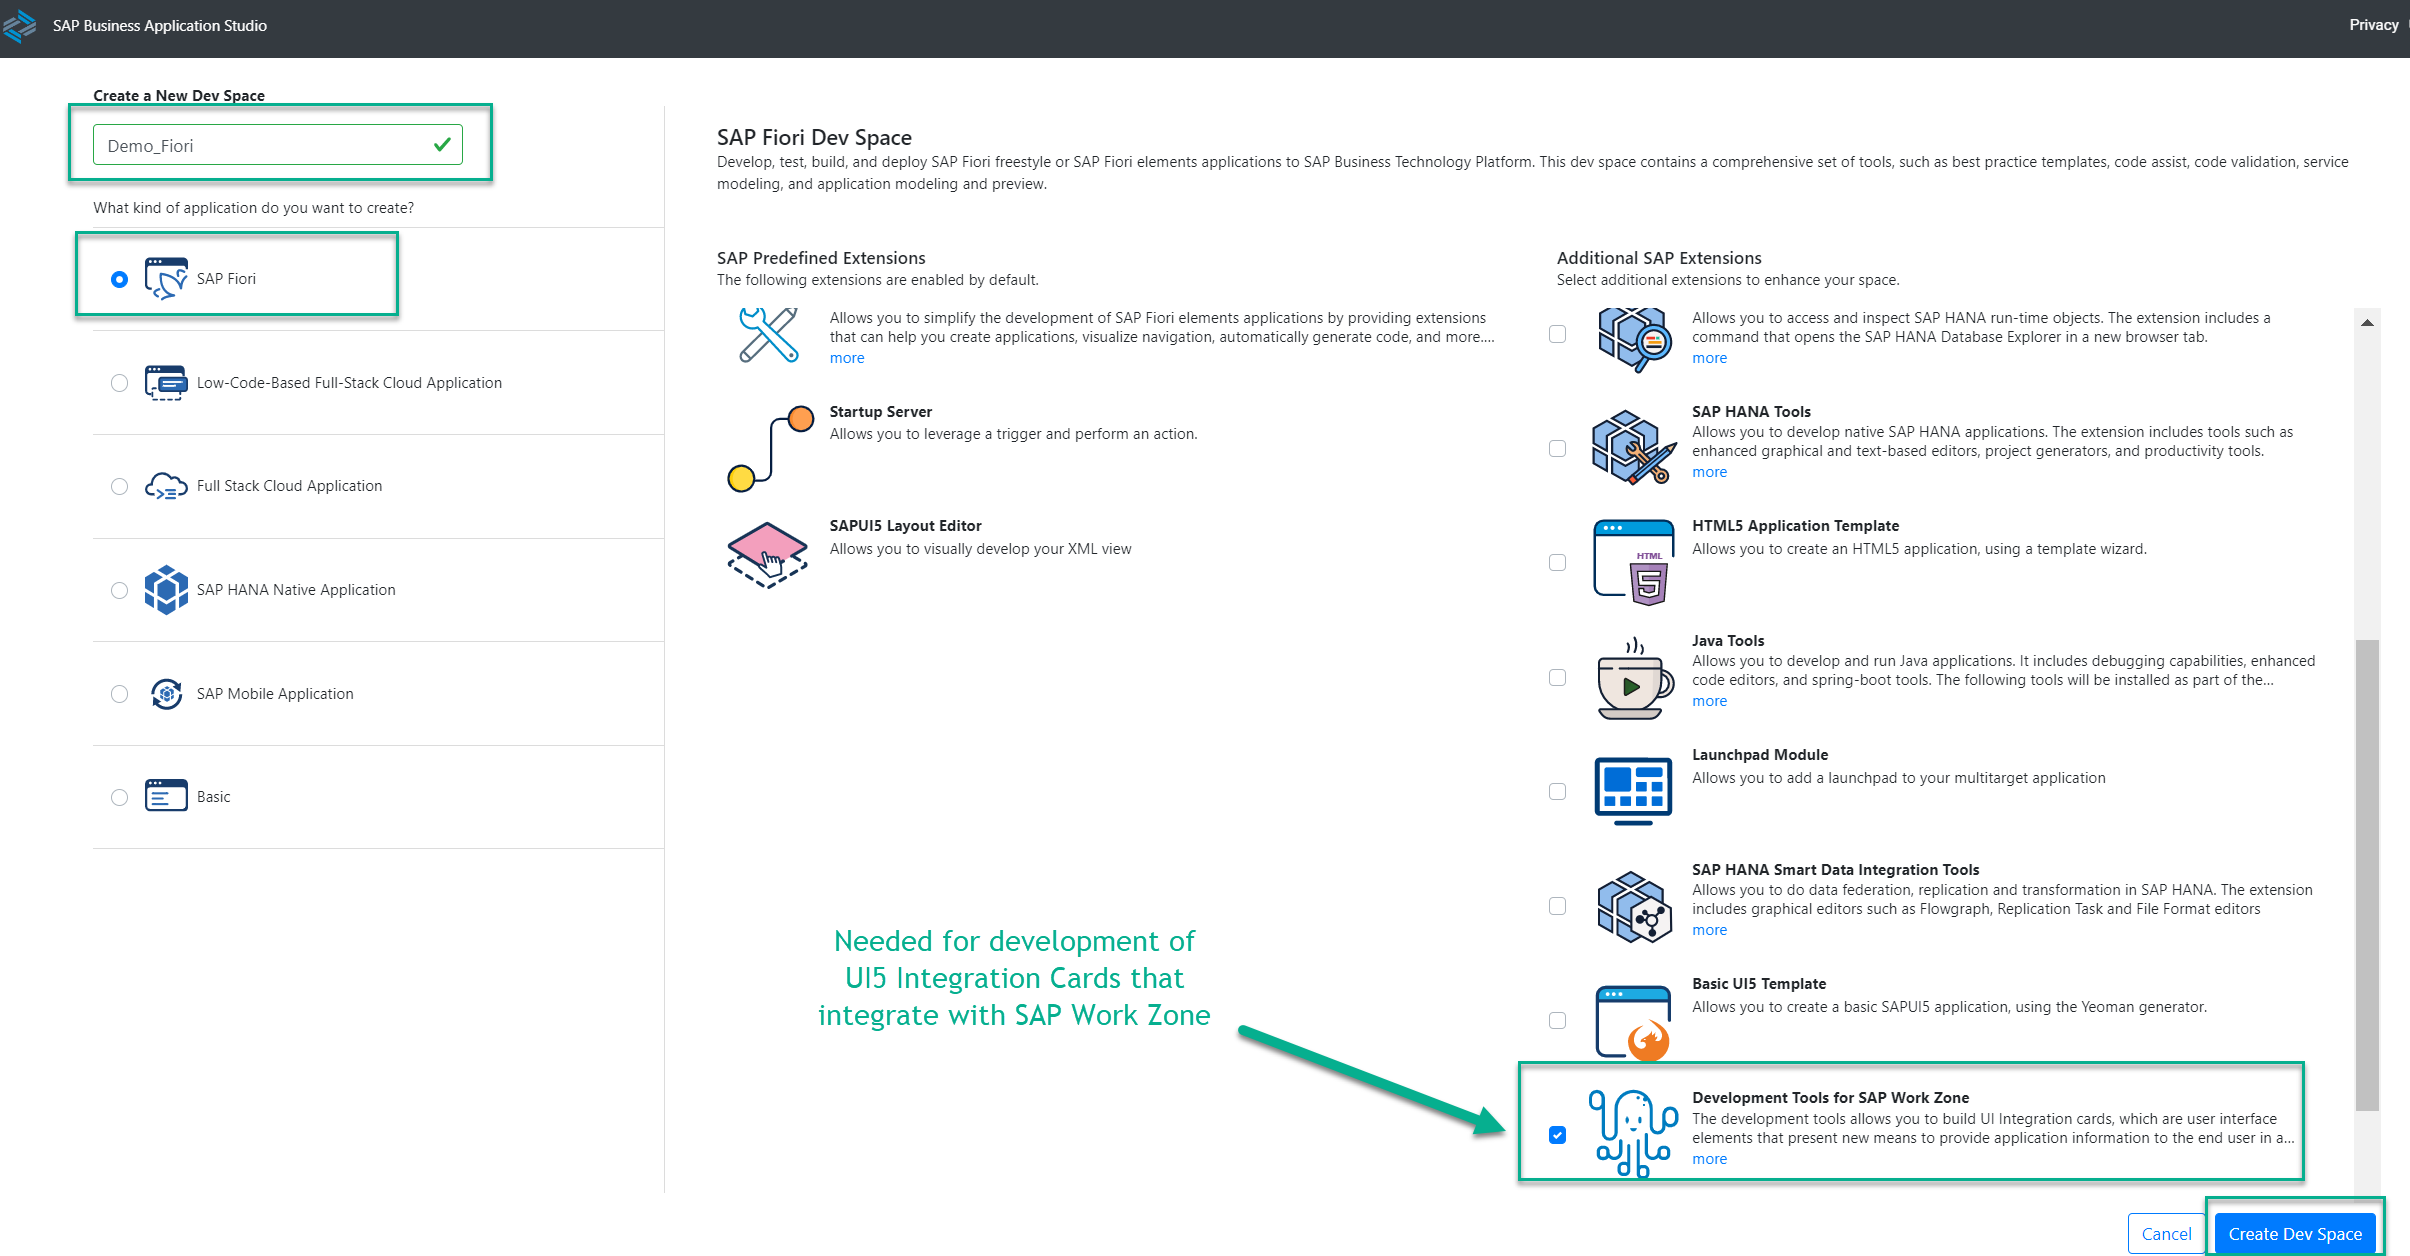 SAP Business Application Studio
Privacy
Create a New Dev Space
Demo_Fiori
What kind of application do you want to create?
SAP Fiori
Low-Code-Based Full-Stack Cloud Application
Full Stack Cloud Application
SAP HANA Native Application
SAP Mobile Application
Basic
SAP Fiori Dev Space
Develop, test, build, and deploy SAP Fiori freestyle or SAP Fiori elements applications to SAP Business Technology Platform. This dev space contains a comprehensive set of tools, such as best practice templates, code assist, code validation, service
modeling, and application modeling and preview.
SAP Predefined Extensions
The following extensions are enabled by default.
Allows you to simplify the development of SAP Fiori elements applications by providing extensions
that can help you create applications, visualize navigation, automatically generate code, and more....
more
Startup Server
Allows you to leverage a trigger and perform an action.
SAPUI5 Layout Editor
Allows you to visually develop your XML view
Needed for development of
UI5 Integration Cards that
integrate with SAP Work Zone
Additional SAP Extensions
Select additional extensions to enhance your space.
Allows you to access and inspect SAP HANA run-time objects. The extension includes a
command that opens the SAP HANA Database Explorer in a new browser tab.
more
SAP HANA Tools
Allows you to develop native SAP HANA applications. The extension includes tools such as
enhanced graphical and text-based editors, project generators, and productivity tools.
more
HTML5 Application Template
Allows you to create an HTML5 application, using a template wizard.
HTML
5
Java Tools
Allows you to develop and run Java applications. It includes debugging capabilities, enhanced
code editors, and spring-boot tools. The following tools will be installed as part of the...
more
Launchpad Module
Allows you to add a launchpad to your multitarget application
SAP HANA Smart Data Integration Tools
Allows you to do data federation, replication and transformation in SAP HANA. The extension
includes graphical editors such as Flowgraph, Replication Task and File Format editors
more
Basic UI5 Template
Allows you to create a basic SAPUI5 application, using the Yeoman generator.
Development Tools for SAP Work Zone
The development tools allows you to build UI Integration cards, which are user interface
elements that present new means to provide application information to the end user in a...
more
Cancel
Create Dev Space